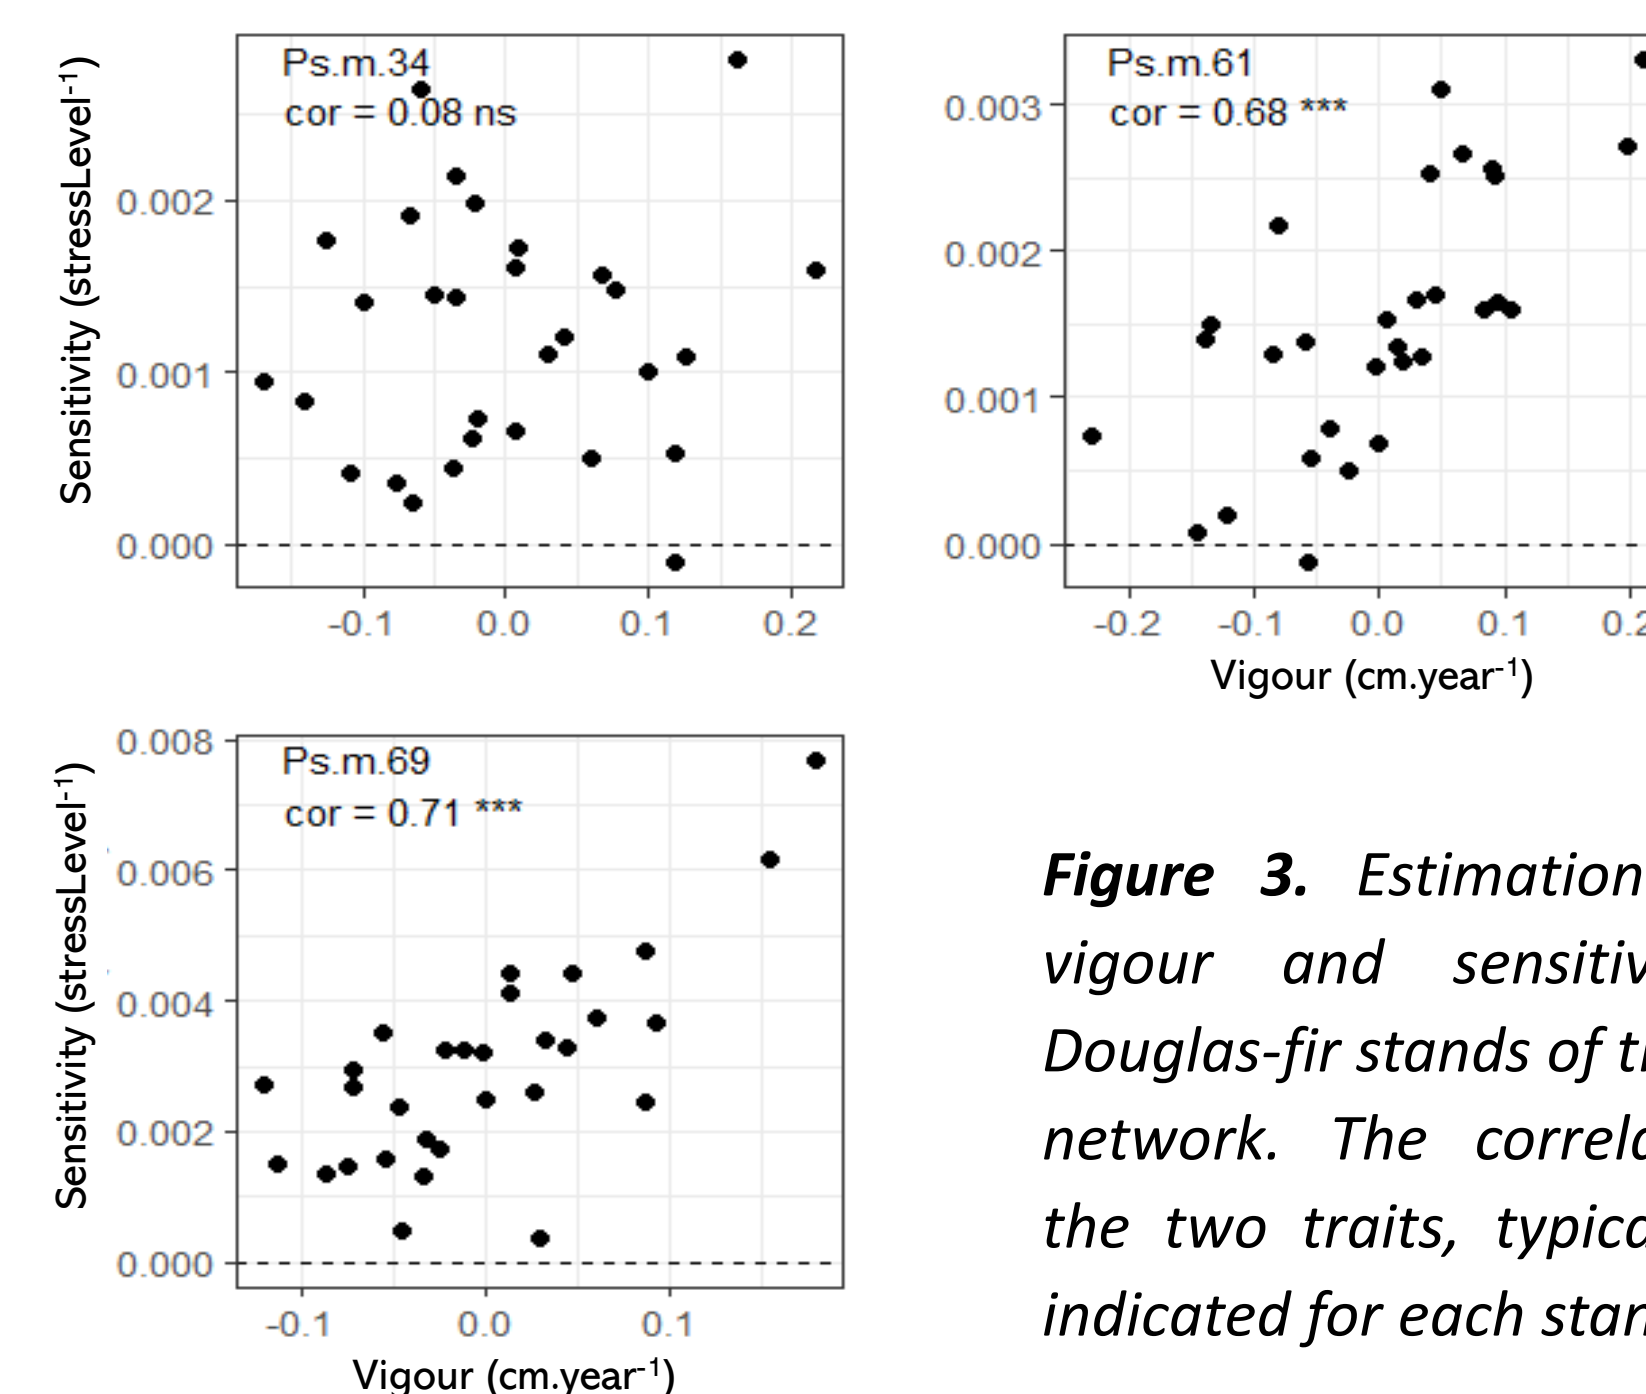 Sensitivity (stressLevel⁻¹)
Ps.m.34
cor = 0.08 ns
0.002
0.001
0.000
-0.1 0.0 0.1 0.2
Ps.m.61
cor = 0.68 ***
0.003
0.002
0.001
0.000
-0.2 -0.1 0.0 0.1 0.2
Vigour (cm.year⁻¹)
Sensitivity (stressLevel⁻¹)
Ps.m.69
cor = 0.71 ***
0.008
0.006
0.004
0.002
0.000
-0.1 0.0 0.1
Vigour (cm.year⁻¹)
Figure 3. Estimation
vigour and
Douglas-fir stands of
network. The
the two traits,
indicated for each